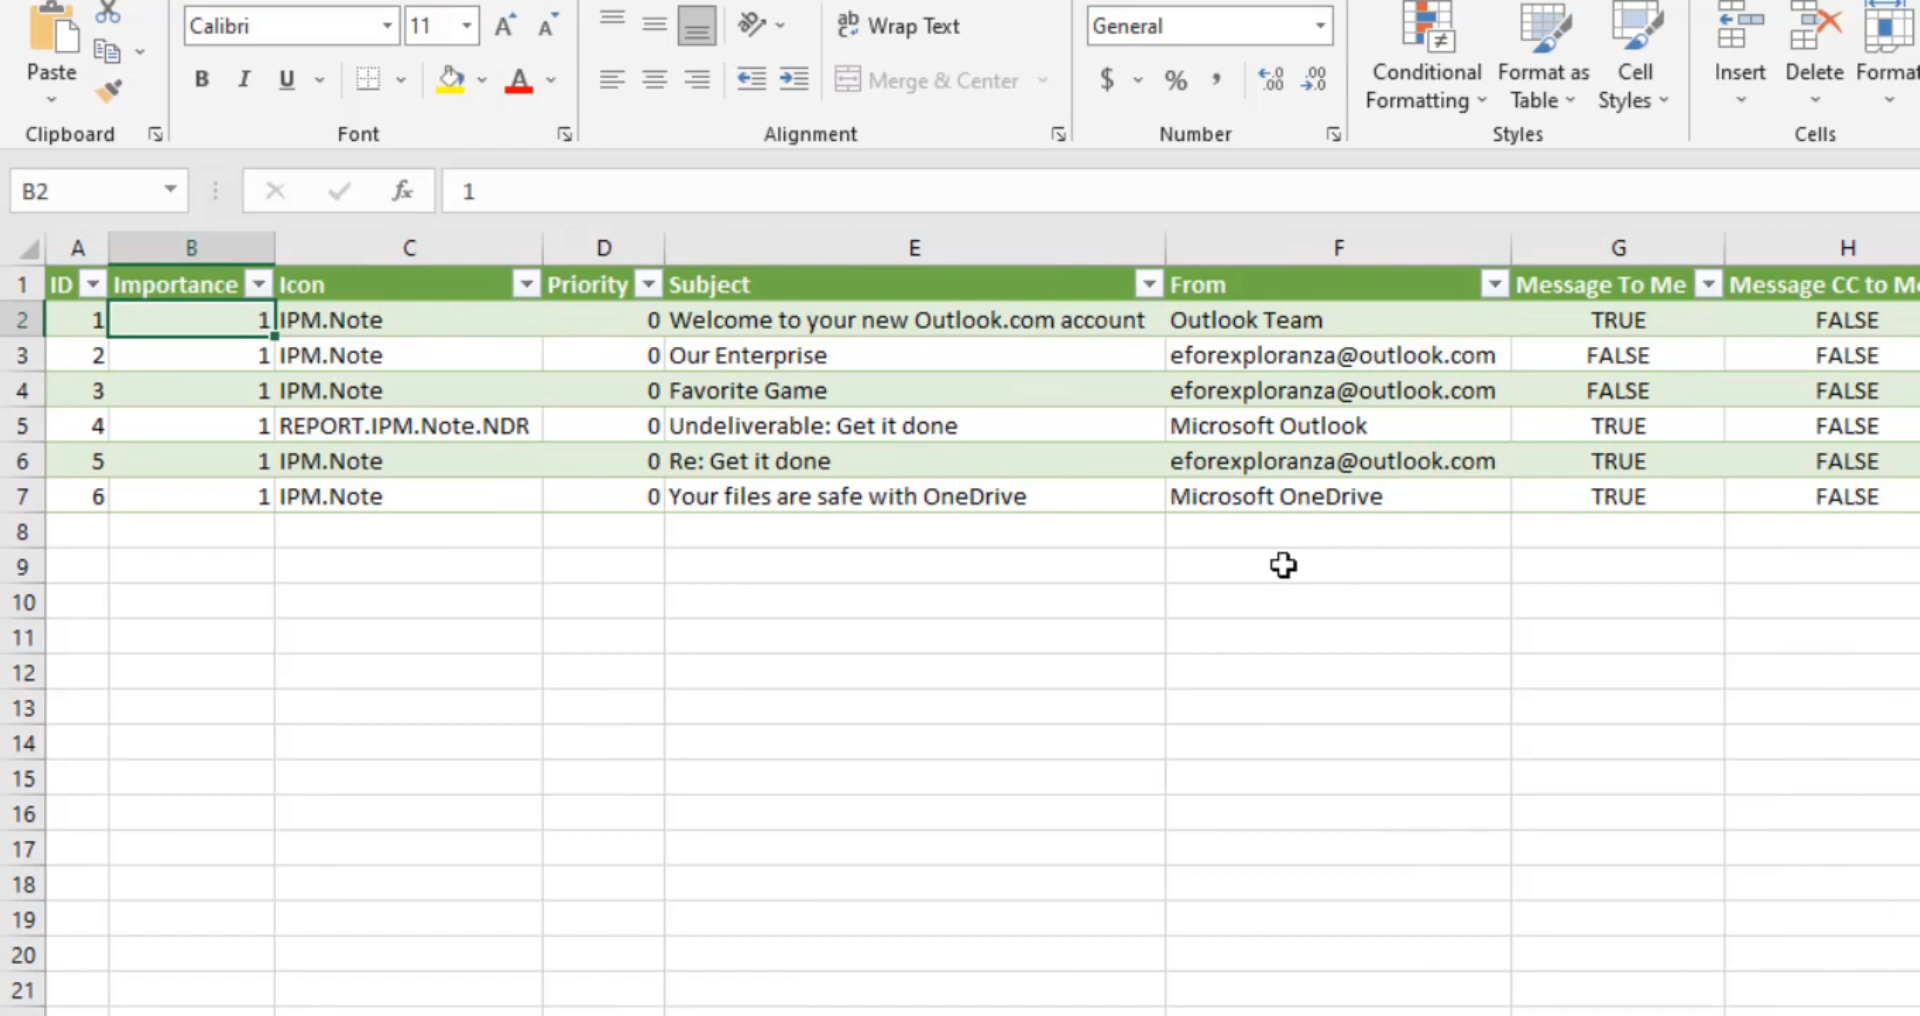 Calibri 11 A A ab Wrap Text General
Paste B I U A Merge & Center $ % , Conditional Formatting Format as Table Cell Styles Insert Delete Format
Clipboard Font Alignment Number Styles Cells
B2 fx 1
A B C D E F G H
1 ID Importance Icon Priority Subject From Message To Me Message CC to M
2 1 1 IPM.Note 0 Welcome to your new Outlook.com account Outlook Team TRUE FALSE
3 2 1 IPM.Note 0 Our Enterprise eforexploranza@outlook.com FALSE FALSE
4 3 1 IPM.Note 0 Favorite Game eforexploranza@outlook.com FALSE FALSE
5 4 1 REPORT.IPM.Note.NDR 0 Undeliverable: Get it done Microsoft Outlook TRUE FALSE
6 5 1 IPM.Note 0 Re: Get it done eforexploranza@outlook.com TRUE FALSE
7 6 1 IPM.Note 0 Your files are safe with OneDrive Microsoft OneDrive TRUE FALSE
8
9
10
11
12
13
14
15
16
17
18
19
20
21